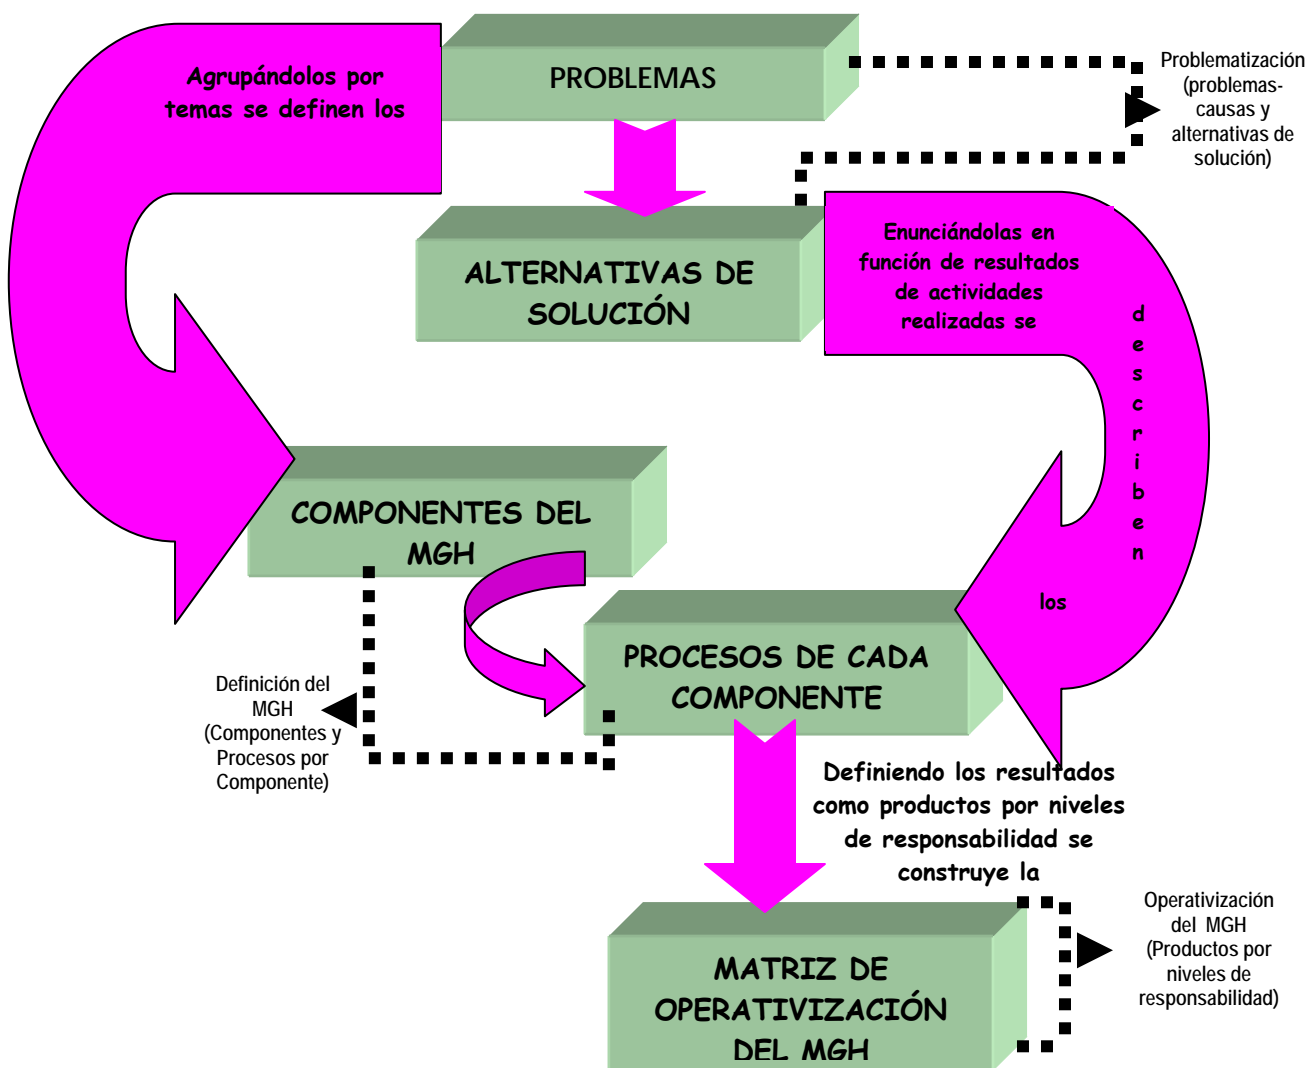 Agrupándolos por
temas se definen los
PROBLEMAS
Problematización
(problemas-
causas y
alternativas de
solución)
ALTERNATIVAS DE
SOLUCIÓN
Enunciándolas en
función de resultados
de actividades
realizadas se
describen
los
COMPONENTES DEL
MGH
PROCESOS DE CADA
COMPONENTE
Definición del
MGH
(Componentes y
Procesos por
Componente)
Definiendo los resultados
como productos por niveles
de responsabilidad se
construye la
MATRIZ DE
OPERATIVIZACIÓN
DEL MGH
Operativización
del MGH
(Productos por
niveles de
responsabilidad)